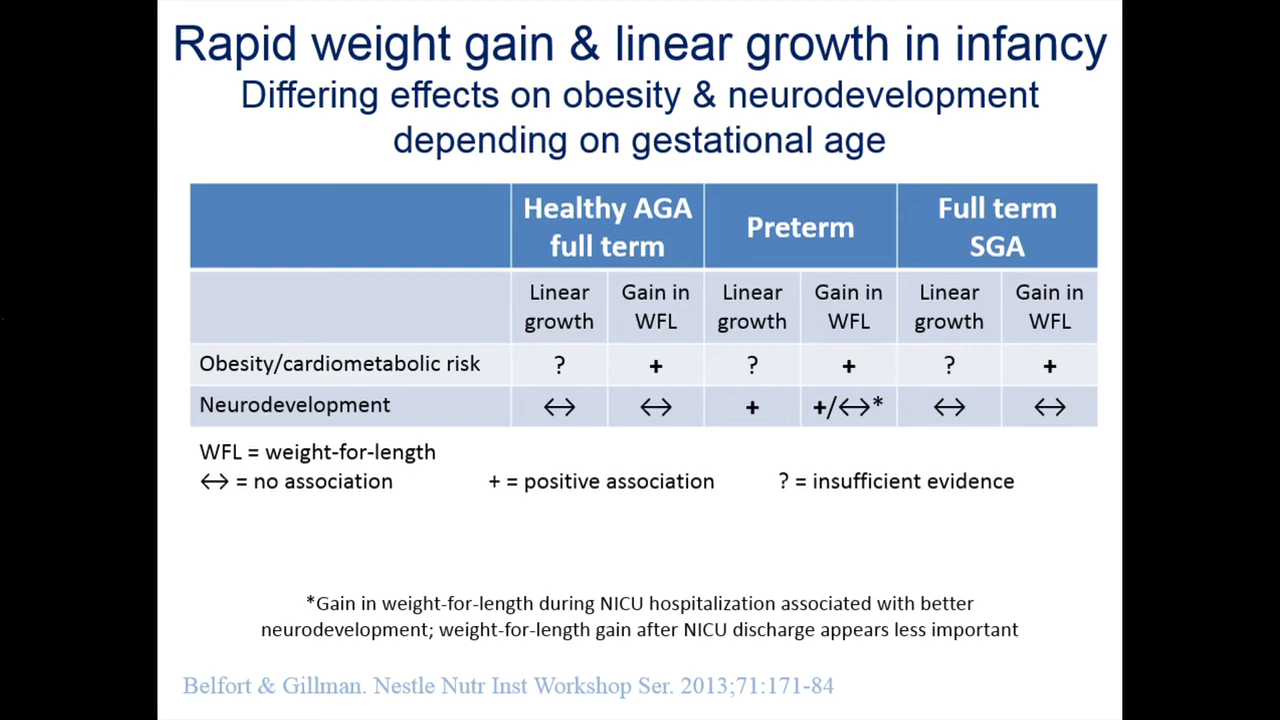 Rapid weight gain & linear growth in infancy
Differing effects on obesity & neurodevelopment
depending on gestational age
Healthy AGA full term Preterm Full term SGA
Linear growth Gain in WFL Linear growth Gain in WFL Linear growth Gain in WFL
Obesity/cardiometabolic risk ? + ? + ? +
Neurodevelopment ↔ ↔ + +/↔* ↔ ↔
WFL = weight-for-length
↔ = no association + = positive association ? = insufficient evidence
*Gain in weight-for-length during NICU hospitalization associated with better
neurodevelopment; weight-for-length gain after NICU discharge appears less important
Belfort & Gillman. Nestle Nutr Inst Workshop Ser. 2013;71:171-84